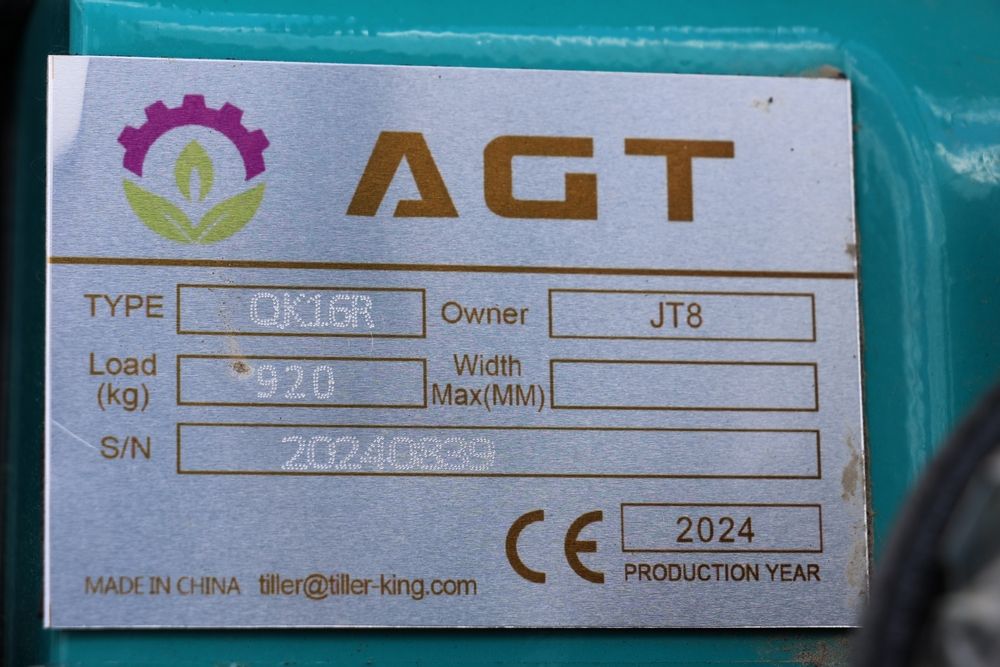 AGT
TYPE QK16R Owner JT8
Load (kg) 920 Width Max(MM)
S/N 20240839
CE 2024
PRODUCTION YEAR
MADE IN CHINA tiller@tiller-king.com